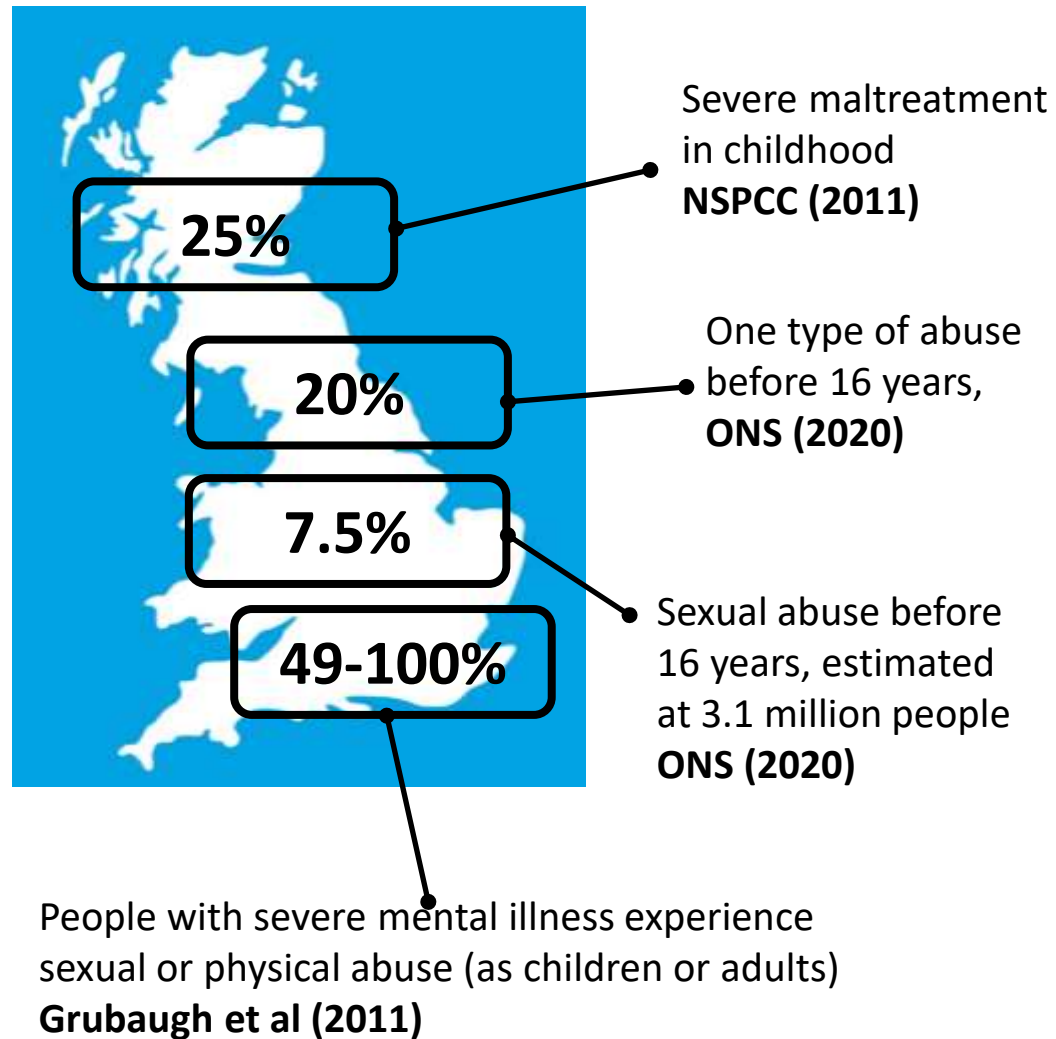 Severe maltreatment
in childhood
NSPCC (2011)
25%
One type of abuse
before 16 years,
ONS (2020)
20%
7.5%
Sexual abuse before
16 years, estimated
at 3.1 million people
ONS (2020)
49-100%
People with severe mental illness experience
sexual or physical abuse (as children or adults)
Grubaugh et al (2011)